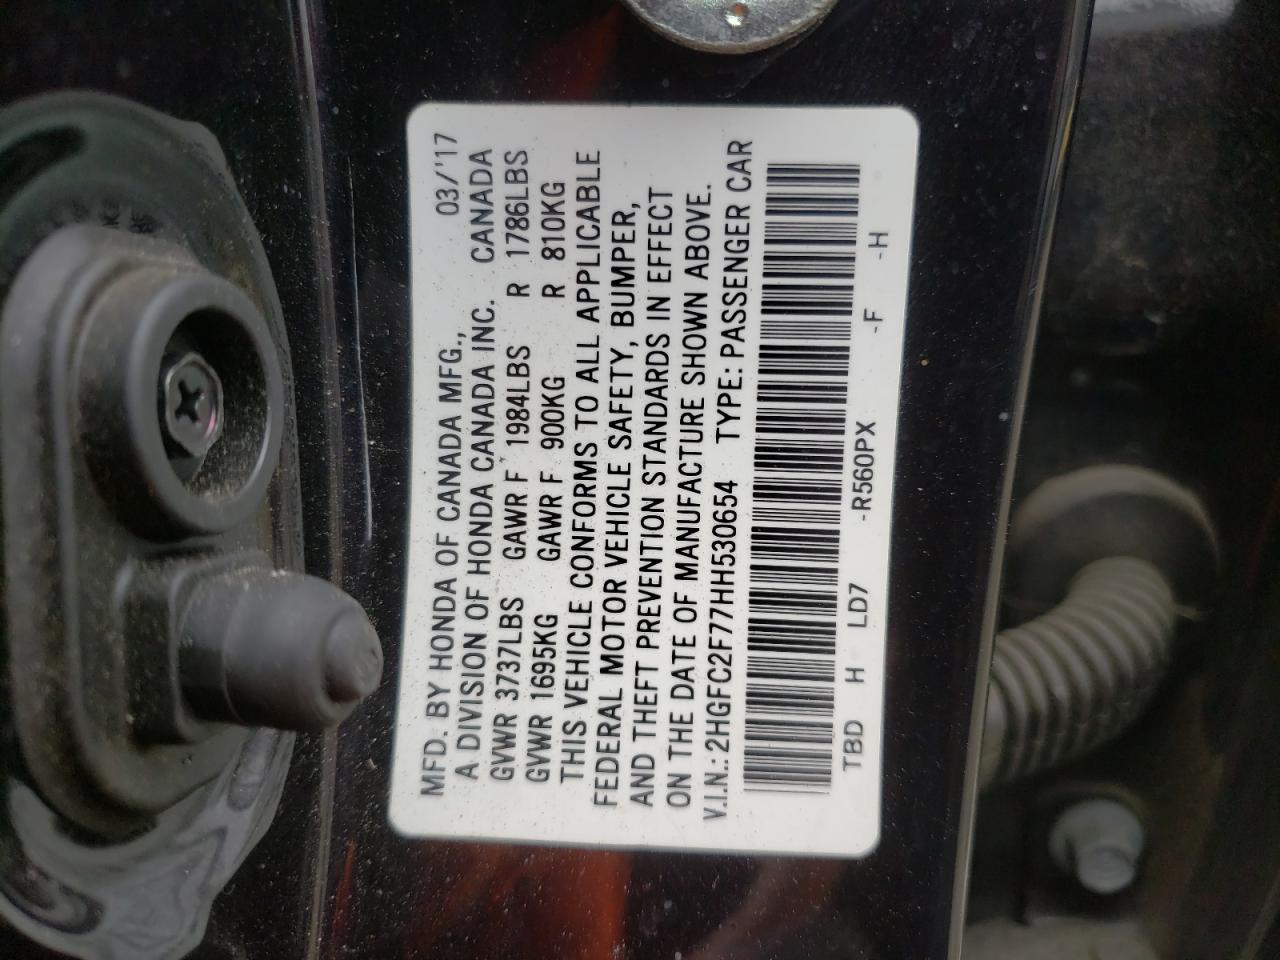 MFD. BY HONDA OF CANADA MFG., 03/'17
A DIVISION OF HONDA CANADA INC. CANADA
GVWR 3737LBS GAWR F 1984LBS R 1786LBS
GVWR 1695KG GAWR F 900KG R 810KG
THIS VEHICLE CONFORMS TO ALL APPLICABLE
FEDERAL MOTOR VEHICLE SAFETY, BUMPER,
AND THEFT PREVENTION STANDARDS IN EFFECT
ON THE DATE OF MANUFACTURE SHOWN ABOVE.
V.I.N.: 2HGFC2F77HH530654 TYPE: PASSENGER CAR
TBD H LD7 -R560PX -F -H